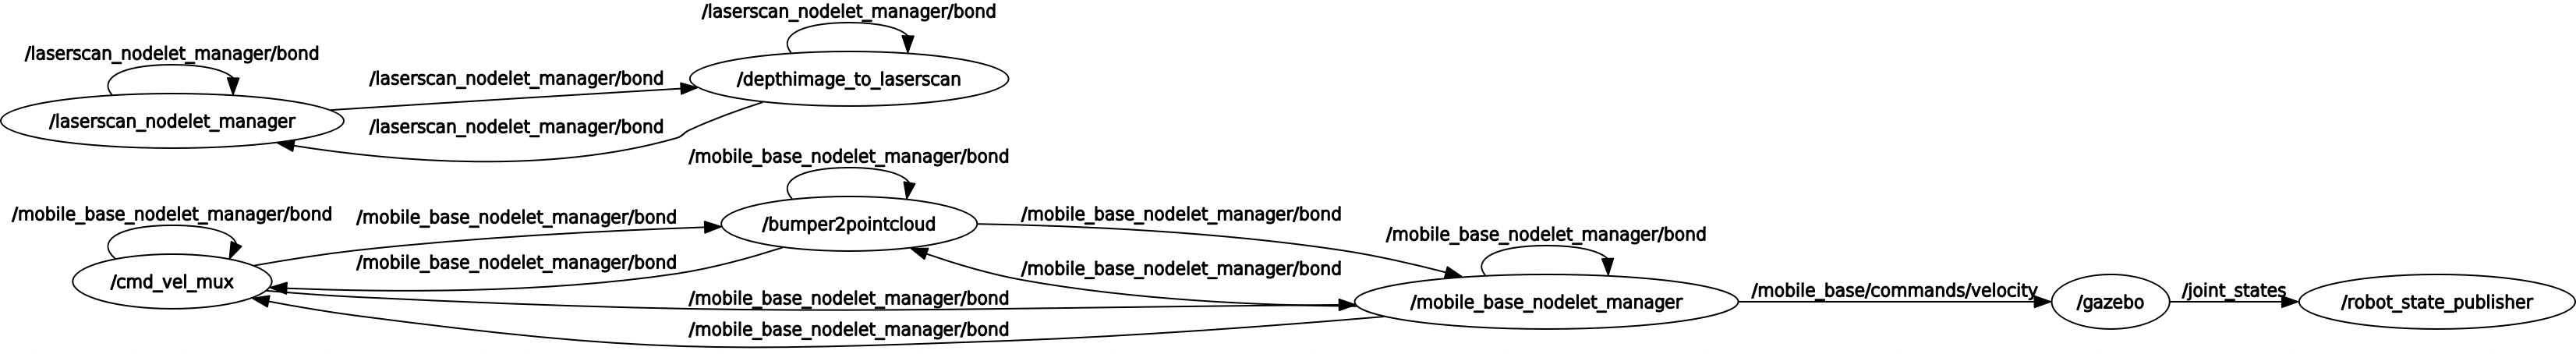 /laserscan_nodelet_manager/bond
/laserscan_nodelet_manager/bond
/laserscan_nodelet_manager/bond
/depthimage_to_laserscan
/laserscan_nodelet_manager
/laserscan_nodelet_manager/bond
/mobile_base_nodelet_manager/bond
/mobile_base_nodelet_manager/bond
/mobile_base_nodelet_manager/bond
/bumper2pointcloud
/mobile_base_nodelet_manager/bond
/mobile_base_nodelet_manager/bond
/mobile_base_nodelet_manager/bond
/mobile_base_nodelet_manager/bond
/cmd_vel_mux
/mobile_base_nodelet_manager/bond
/mobile_base_nodelet_manager
/mobile_base/commands/velocity
/gazebo
/joint_states
/robot_state_publisher
/mobile_base_nodelet_manager/bond